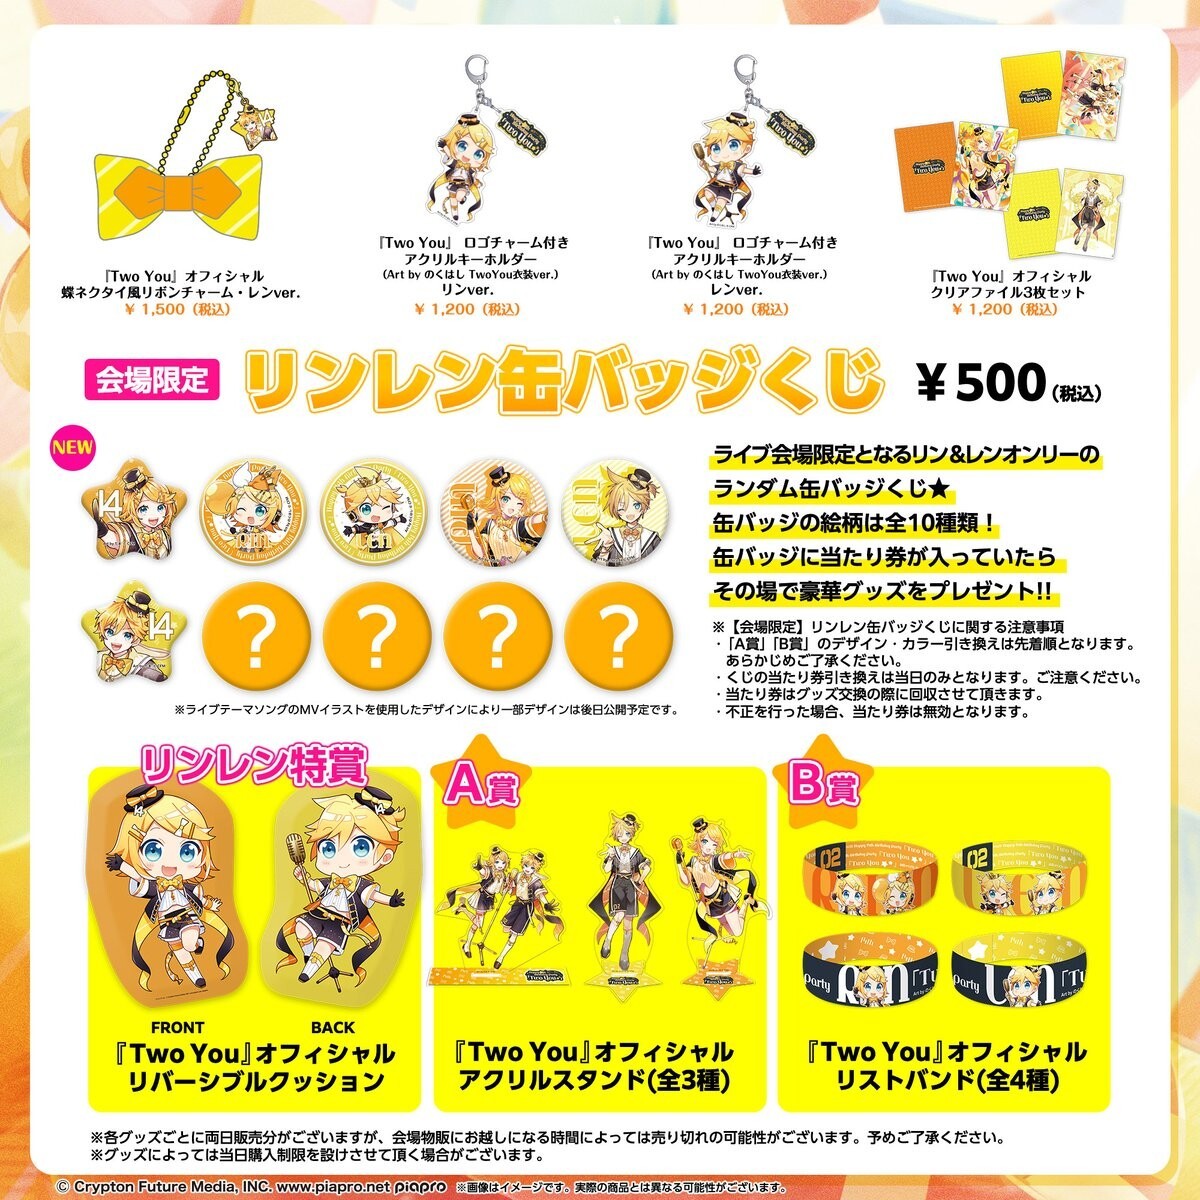 『Two You』オフィシャル
蝶ネクタイ風リボンチャーム・レンver.
¥ 1,500（税込）
『Two You』 ロゴチャーム付き
アクリルキーホルダー
（Art by のくはし TwoYou衣装ver.）
リンver.
¥ 1,200（税込）
『Two You』 ロゴチャーム付き
アクリルキーホルダー
（Art by のくはし TwoYou衣装ver.）
レンver.
¥ 1,200（税込）
『Two You』オフィシャル
クリアファイル3枚セット
¥ 1,200（税込）
会場限定
リンレン缶バッジくじ
¥500（税込）
NEW
14
Rin
Len
Rin
Len
14
? ? ? ?
※ライブテーマソングのMVイラストを使用したデザインにより一部デザインは後日公開予定です。
ライブ会場限定となるリン&レンオンリーの
ランダム缶バッジくじ★
缶バッジの絵柄は全10種類！
缶バッジに当たり券が入っていたら
その場で豪華グッズをプレゼント!!
※【会場限定】リンレン缶バッジくじに関する注意事項
・「A賞」「B賞」のデザイン・カラー引き換えは先着順となります。
あらかじめご了承ください。
・くじの当たり券引き換えは当日のみとなります。ご注意ください。
・当たり券はグッズ交換の際に回収させて頂きます。
・不正を行った場合、当たり券は無効となります。
リンレン特賞
FRONT
BACK
『Two You』オフィシャル
リバーシブルクッション
A賞
『Two You』オフィシャル
アクリルスタンド(全3種)
B賞
02
02
Party RiN 『Tu
Party LEN 『Tu
『Two You』オフィシャル
リストバンド(全4種)
※各グッズごとに両日販売分がございますが、会場物販にお越しになる時間によっては売り切れの可能性がございます。予めご了承ください。
※グッズによっては当日購入制限を設けさせて頂く場合がございます。
© Crypton Future Media, INC. www.piapro.net piapro ※画像はイメージです。実際の商品とは異なる可能性がございます。